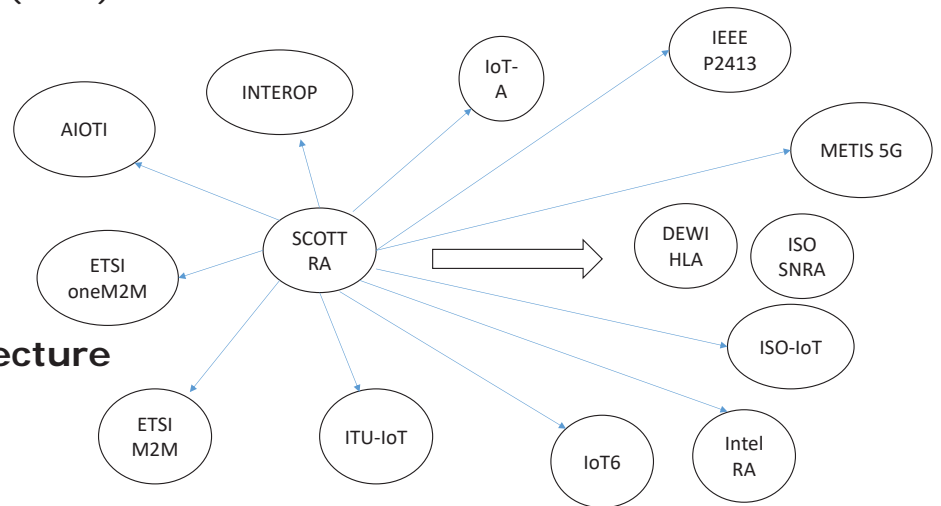 IEEE
P2413
IoT-
A
INTEROP
AIOTI
METIS 5G
SCOTT
RA
DEWI
HLA
ISO
SNRA
ETSI
oneM2M
ISO-IoT
ecture
ETSI
M2M
ITU-IoT
IoT6
Intel
RA